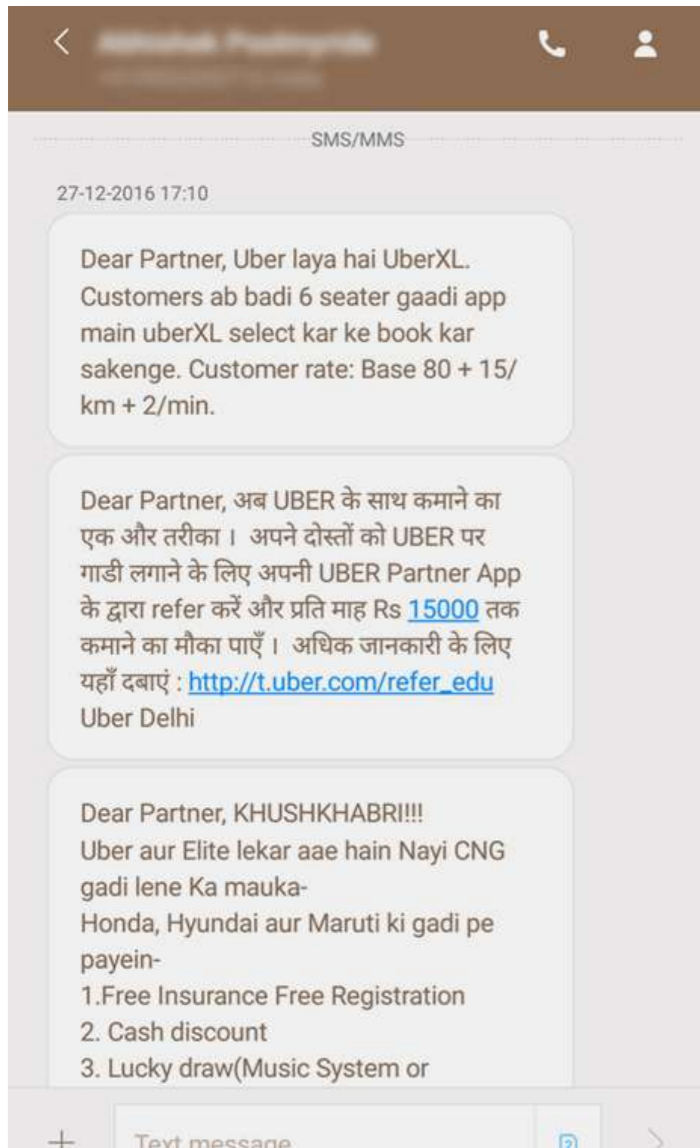 SMS/MMS
27-12-2016 17:10
Dear Partner, Uber laya hai UberXL.
Customers ab badi 6 seater gaadi app
main uberXL select kar ke book kar
sakenge. Customer rate: Base 80 + 15/
km + 2/min.
Dear Partner, अब UBER के साथ कमाने का
एक और तरीका । अपने दोस्तों को UBER पर
गाडी लगाने के लिए अपनी UBER Partner App
के द्वारा refer करें और प्रति माह Rs 15000 तक
कमाने का मौका पाएँ । अधिक जानकारी के लिए
यहाँ दबाएं : http://t.uber.com/refer_edu
Uber Delhi
Dear Partner, KHUSHKHABRI!!!
Uber aur Elite lekar aae hain Nayi CNG
gadi lene Ka mauka-
Honda, Hyundai aur Maruti ki gadi pe
payein-
1.Free Insurance Free Registration
2. Cash discount
3. Lucky draw(Music System or
Text message